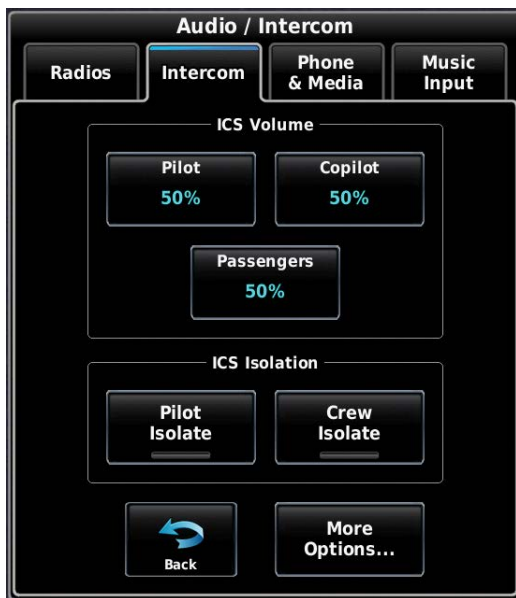 Audio / Intercom
Radios
Intercom
Phone
& Media
Music
Input
ICS Volume
Pilot
50%
Copilot
50%
Passengers
50%
ICS Isolation
Pilot
Isolate
Crew
Isolate
Back
More
Options...